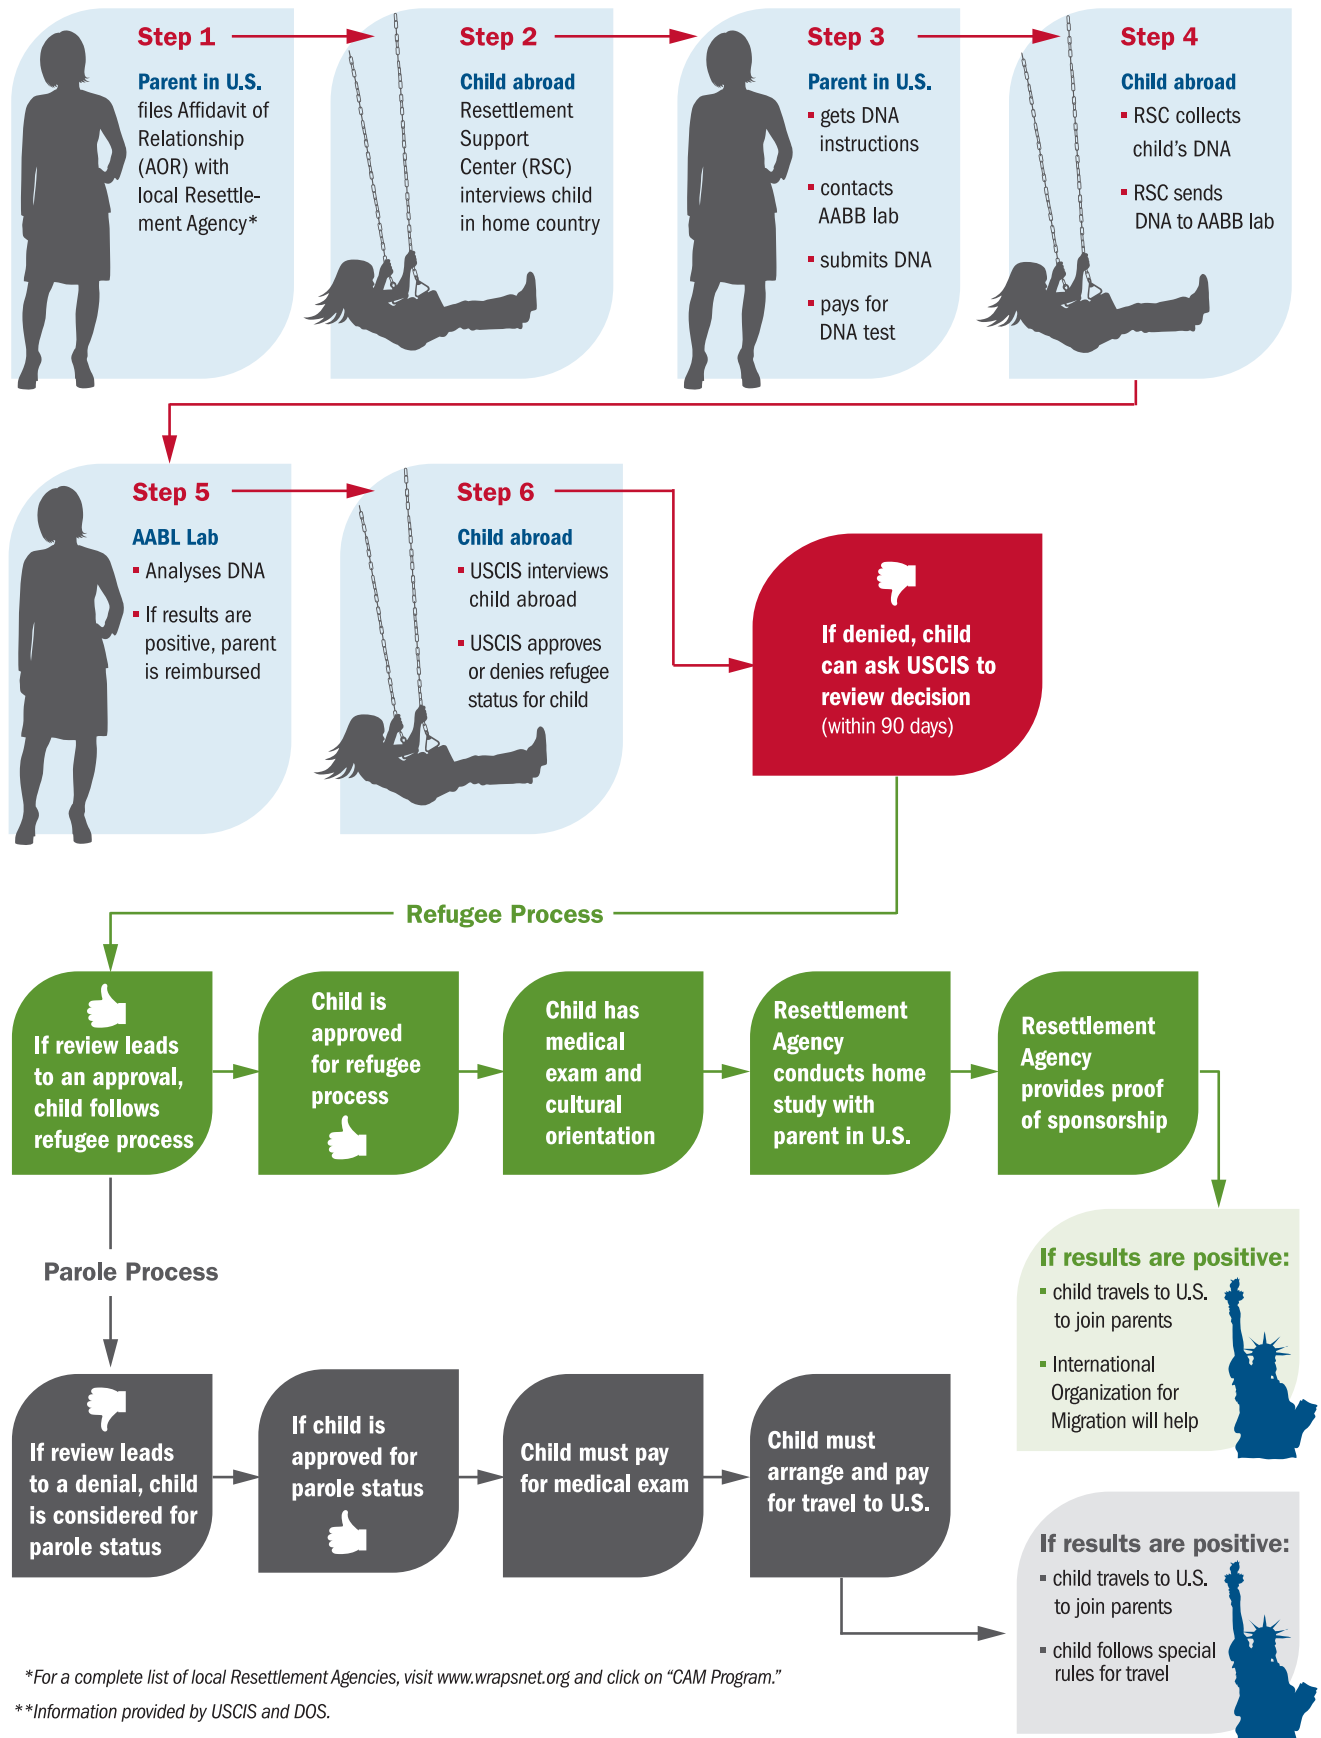 Step 1
Parent in U.S.
files Affidavit of
Relationship
(AOR) with
local Resettle-
ment Agency*
Step 2
Child abroad
Resettlement
Support
Center (RSC)
interviews child
in home country
Step 3
Parent in U.S.
▪ gets DNA
instructions
▪ contacts
AABB lab
▪ submits DNA
▪ pays for
DNA test
Step 4
Child abroad
▪ RSC collects
child's DNA
▪ RSC sends
DNA to AABB lab
Step 5
AABL Lab
▪ Analyses DNA
▪ If results are
positive, parent
is reimbursed
Step 6
Child abroad
▪ USCIS interviews
child abroad
▪ USCIS approves
or denies refugee
status for child
If denied, child
can ask USCIS to
review decision
(within 90 days)
Refugee Process
If review leads
to an approval,
child follows
refugee process
Child is
approved
for refugee
process
Child has
medical
exam and
cultural
orientation
Resettlement
Agency
conducts home
study with
parent in U.S.
Resettlement
Agency
provides proof
of sponsorship
If results are positive:
▪ child travels to U.S.
to join parents
▪ International
Organization for
Migration will help
Parole Process
If review leads
to a denial, child
is considered for
parole status
If child is
approved for
parole status
Child must pay
for medical exam
Child must
arrange and pay
for travel to U.S.
If results are positive:
▪ child travels to U.S.
to join parents
▪ child follows special
rules for travel
*For a complete list of local Resettlement Agencies, visit www.wrapsnet.org and click on “CAM Program.”
**Information provided by USCIS and DOS.